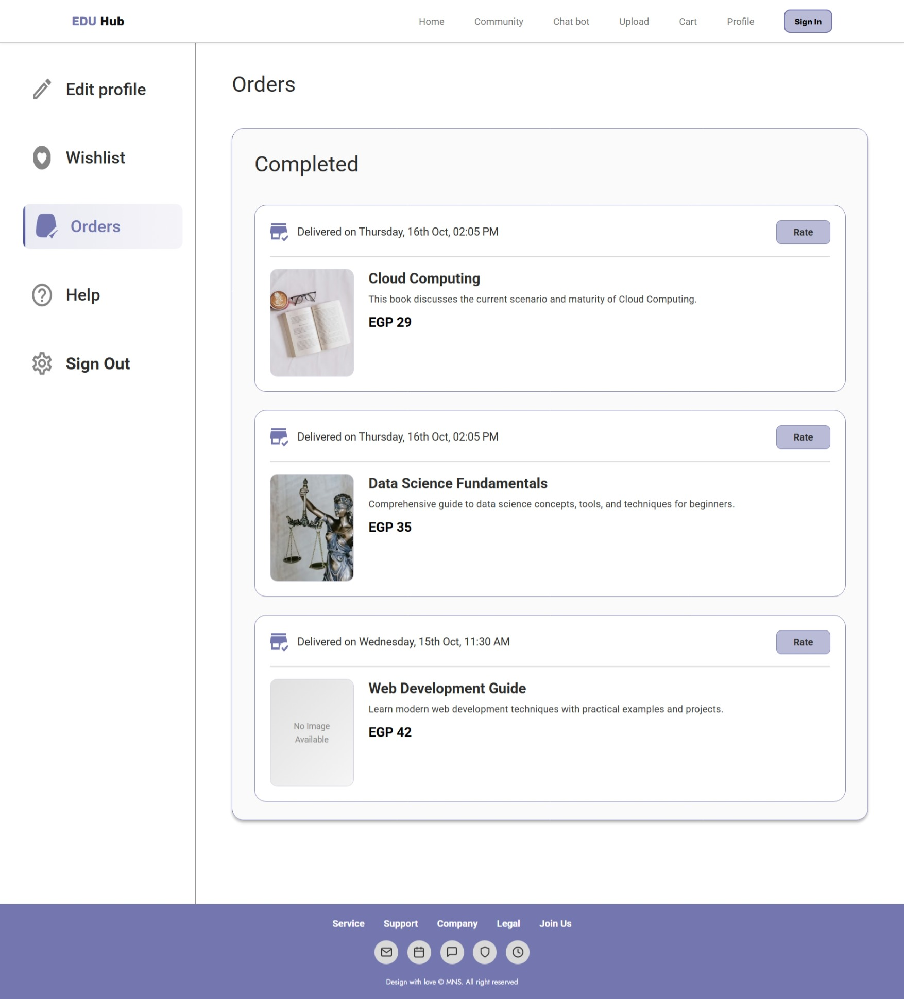 EDU Hub
Home
Community
Chat bot
Upload
Cart
Profile
Sign In
Edit profile
Wishlist
Orders
Help
Sign Out
Orders
Completed
Delivered on Thursday, 16th Oct, 02:05 PM
Rate
Cloud Computing
This book discusses the current scenario and maturity of Cloud Computing.
EGP 29
Delivered on Thursday, 16th Oct, 02:05 PM
Rate
Data Science Fundamentals
Comprehensive guide to data science concepts, tools, and techniques for beginners.
EGP 35
Delivered on Wednesday, 15th Oct, 11:30 AM
Rate
No Image
Available
Web Development Guide
Learn modern web development techniques with practical examples and projects.
EGP 42
Service
Support
Company
Legal
Join Us
Design with love © MNS. All right reserved